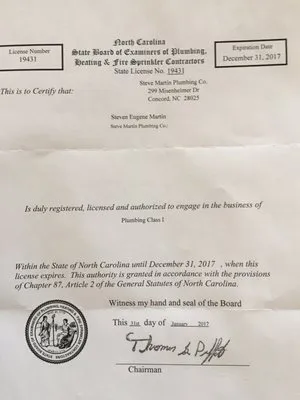 North Carolina
State Board of Examiners of Plumbing,
Heating & Fire Sprinkler Contractors
State License No. 19431
License Number
19431
Expiration Date
December 31, 2017
This is to Certify that:
Steve Martin Plumbing Co.
299 Misenheimer Dr
Concord, NC 28025
Steven Eugene Martin
Steve Martin Plumbing Co.;
Is duly registered, licensed and authorized to engage in the business of
Plumbing Class I
Within the State of North Carolina until December 31, 2017 , when this
license expires. This authority is granted in accordance with the provisions
of Chapter 87, Article 2 of the General Statutes of North Carolina.
Witness my hand and seal of the Board
This 31st day of January 2017
Chairman